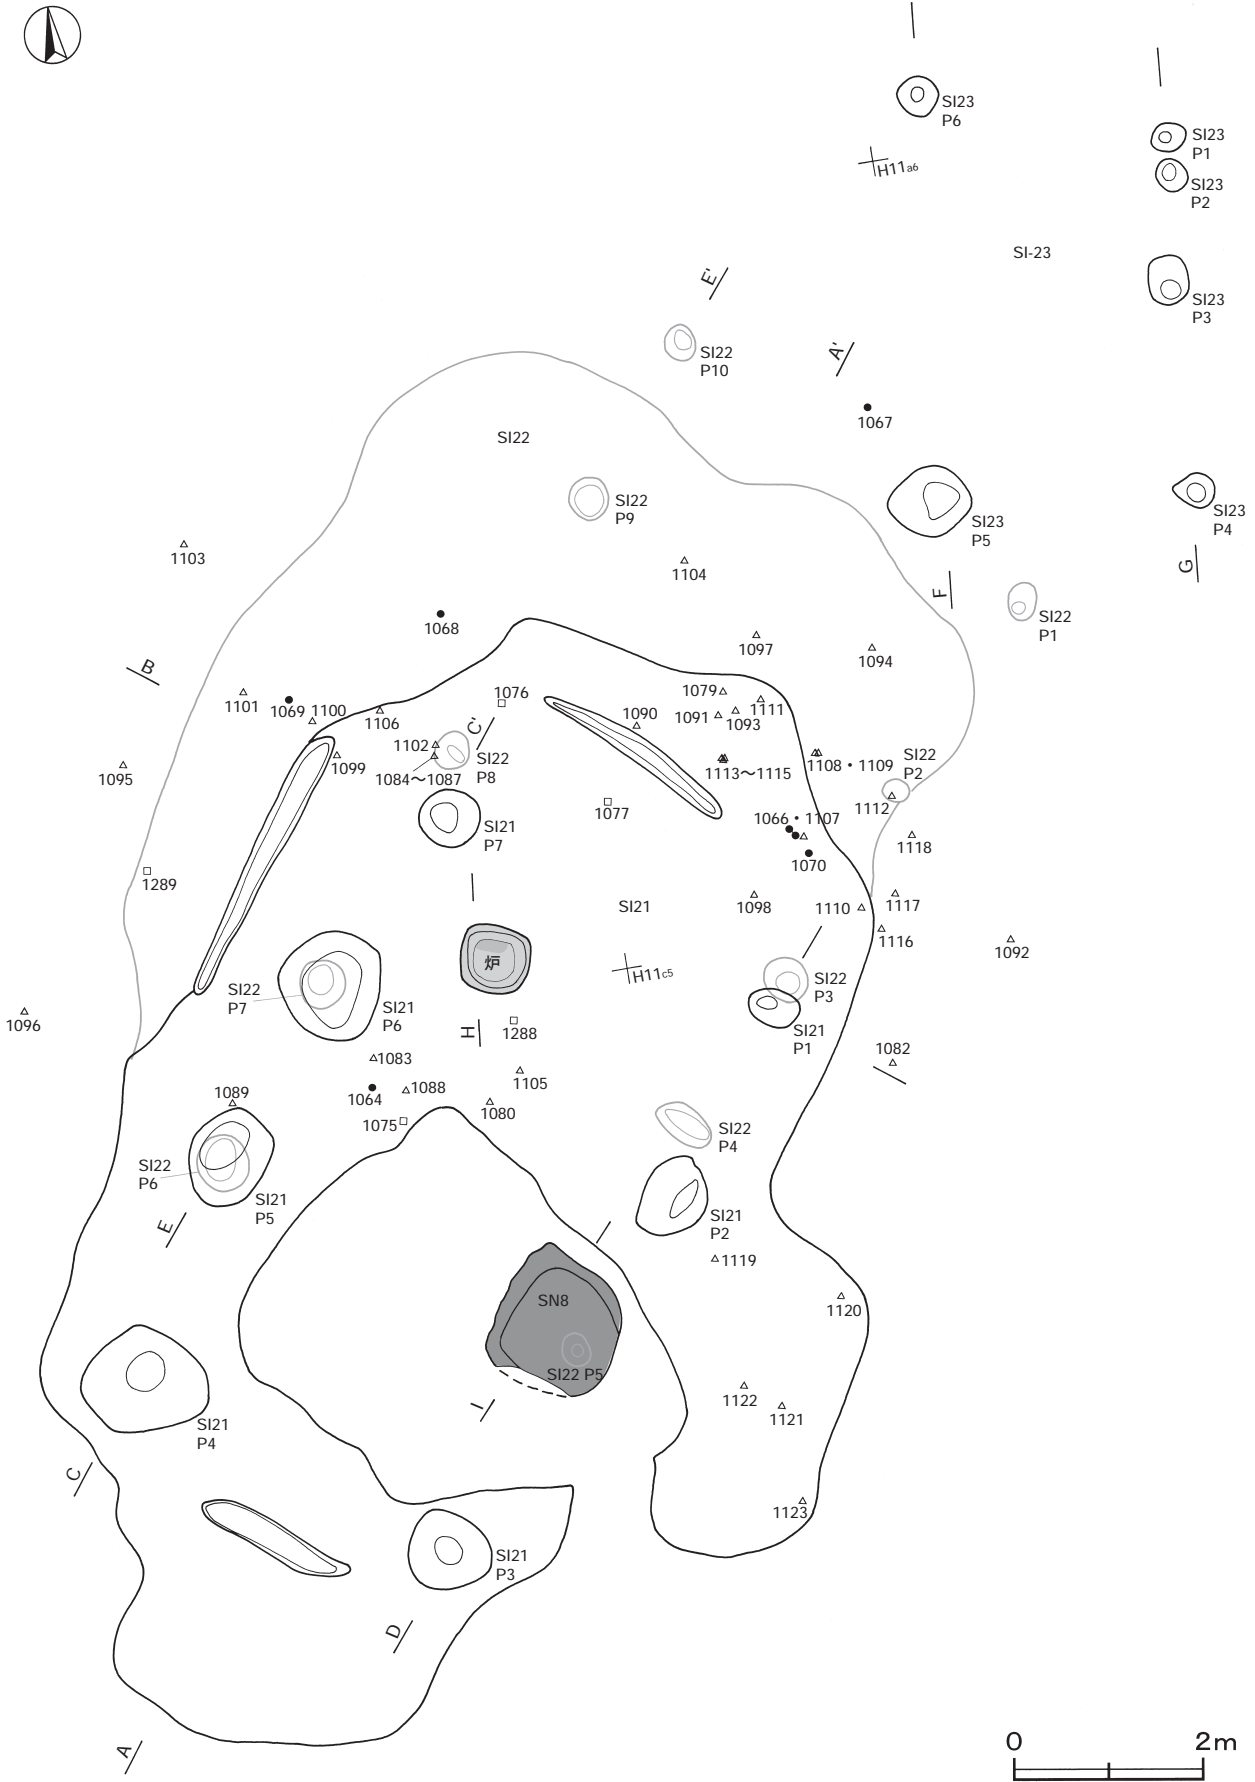 SI23
P6
SI23
P1
H11a6
SI23
P2
SI-23
E'
SI23
P3
A'
SI22
P10
1067
SI22
SI22
P9
SI23
P5
SI23
P4
1103
1104
G
F
SI22
P1
1068
1097
1094
B
1101
1069
1100
1106
1076
1079
1111
1090
1091
1093
C'
1102
1099
1095
1084〜1087
SI22
P8
1113〜1115
1108・1109
SI22
P2
1077
1112
1066・1107
SI21
P7
1118
1070
1289
SI21
1098
1110
1117
1116
1092
炉
H11c5
SI22
P7
SI22
P3
SI21
P6
1096
H
1288
SI21
P1
1083
1082
1089
1064
1088
1105
1080
1075
SI22
P4
SI22
P6
SI21
P5
E
SI21
P2
1119
SN8
1120
SI22 P5
I
1122
1121
SI21
P4
C
1123
SI21
P3
D
A
0
2m